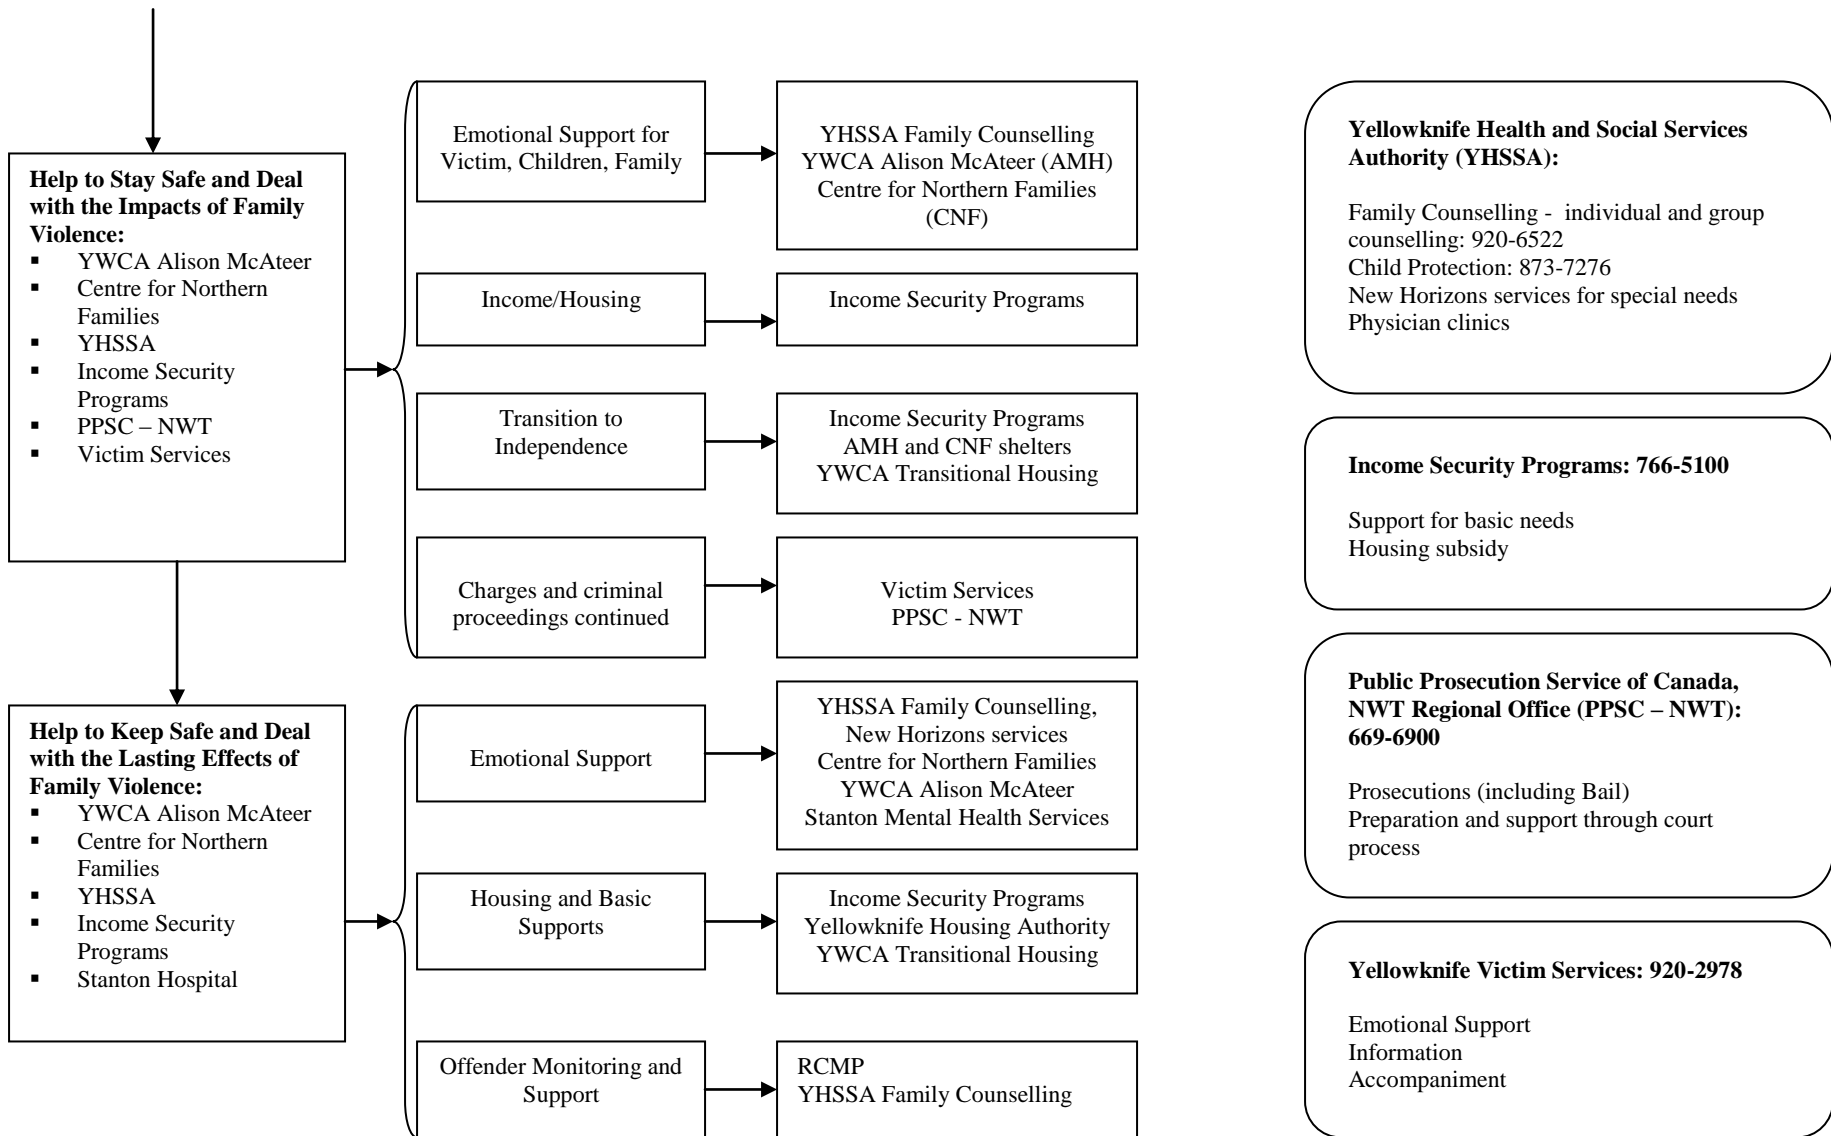 Help to Stay Safe and Deal
with the Impacts of Family
Violence:
▪ YWCA Alison McAteer
▪ Centre for Northern
Families
▪ YHSSA
▪ Income Security
Programs
▪ PPSC – NWT
▪ Victim Services
Emotional Support for
Victim, Children, Family
YHSSA Family Counselling
YWCA Alison McAteer (AMH)
Centre for Northern Families
(CNF)
Income/Housing
Income Security Programs
Transition to
Independence
Income Security Programs
AMH and CNF shelters
YWCA Transitional Housing
Charges and criminal
proceedings continued
Victim Services
PPSC - NWT
Help to Keep Safe and Deal
with the Lasting Effects of
Family Violence:
▪ YWCA Alison McAteer
▪ Centre for Northern
Families
▪ YHSSA
▪ Income Security
Programs
▪ Stanton Hospital
Emotional Support
YHSSA Family Counselling,
New Horizons services
Centre for Northern Families
YWCA Alison McAteer
Stanton Mental Health Services
Housing and Basic
Supports
Income Security Programs
Yellowknife Housing Authority
YWCA Transitional Housing
Offender Monitoring and
Support
RCMP
YHSSA Family Counselling
Yellowknife Health and Social Services
Authority (YHSSA):
Family Counselling - individual and group
counselling: 920-6522
Child Protection: 873-7276
New Horizons services for special needs
Physician clinics
Income Security Programs: 766-5100
Support for basic needs
Housing subsidy
Public Prosecution Service of Canada,
NWT Regional Office (PPSC – NWT):
669-6900
Prosecutions (including Bail)
Preparation and support through court
process
Yellowknife Victim Services: 920-2978
Emotional Support
Information
Accompaniment